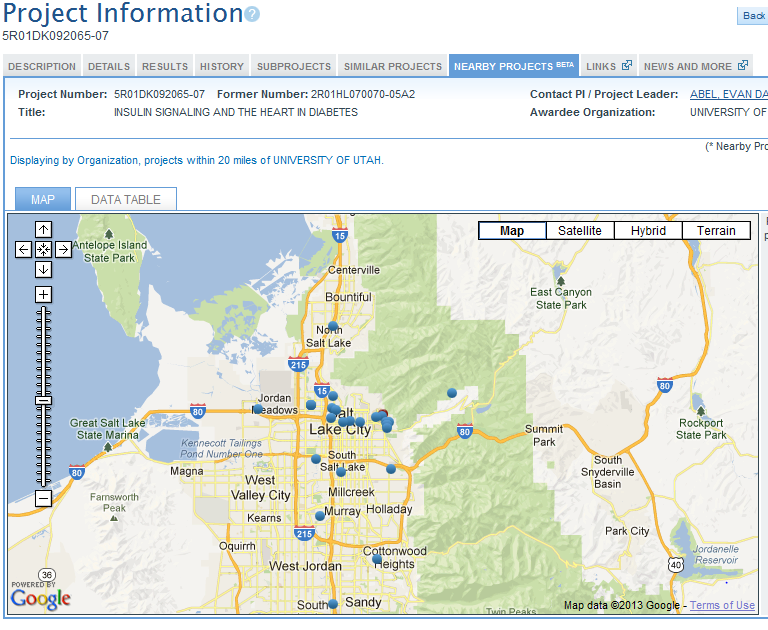 Project Information ?
5R01DK092065-07
Back
DESCRIPTION DETAILS RESULTS HISTORY SUBPROJECTS SIMILAR PROJECTS NEARBY PROJECTS BETA LINKS NEWS AND MORE
Project Number: 5R01DK092065-07 Former Number: 2R01HL070070-05A2 Contact PI / Project Leader: ABEL, EVAN DA
Title: INSULIN SIGNALING AND THE HEART IN DIABETES Awardee Organization: UNIVERSITY OF
(* Nearby Pro
Displaying by Organization, projects within 20 miles of UNIVERSITY OF UTAH.
MAP DATA TABLE
Map Satellite Hybrid Terrain
15
Antelope Island
State Park
Centerville
Bountiful
East Canyon
State Park
North
Salt Lake
215
15
80
Jordan
Meadows
80
Salt
Lake City
Great Salt Lake
State Marina
Kennecott Tailings
Pond Number One
80
Summit
Park
Rockport
State Park
80
Magna
South
Salt Lake
South
Snyderville
Basin
West
Valley City
Millcreek
Farnsworth
Peak
Kearns
Murray
Holladay
215
Park City
Oquirrh
Cottonwood
Heights
Jordanelle
Reservoir
40
West Jordan
36
POWERED BY
Google
South
Sandy
Twin Peaks
Map data ©2013 Google - Terms of Use